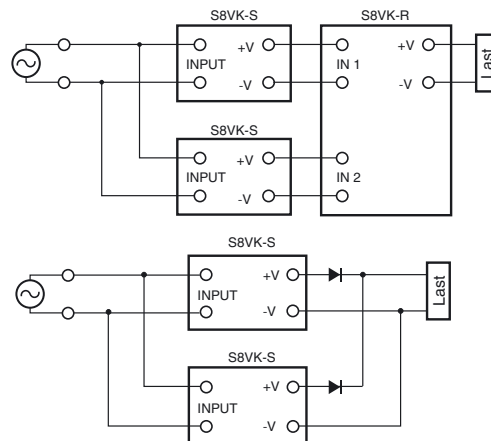 S8VK-S
S8VK-R
+V
INPUT
-V
IN 1
+V
-V
Last
S8VK-S
+V
INPUT
-V
IN 2
S8VK-S
+V
INPUT
-V
Last
S8VK-S
+V
INPUT
-V